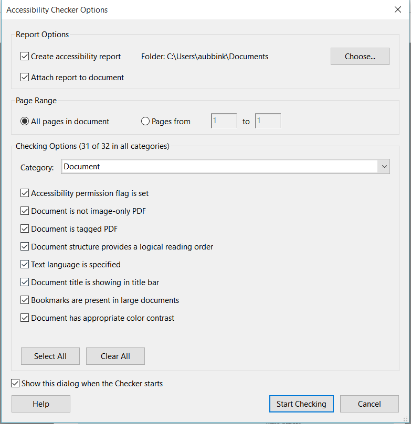 Accessibility Checker Options
Report Options
Create accessibility report Folder: C:\Users\aubbink\Documents Choose...
Attach report to document
Page Range
All pages in document Pages from 1 to 1
Checking Options (31 of 32 in all categories)
Category: Document
Accessibility permission flag is set
Document is not image-only PDF
Document is tagged PDF
Document structure provides a logical reading order
Text language is specified
Document title is showing in title bar
Bookmarks are present in large documents
Document has appropriate color contrast
Select All Clear All
Show this dialog when the Checker starts
Help Start Checking Cancel